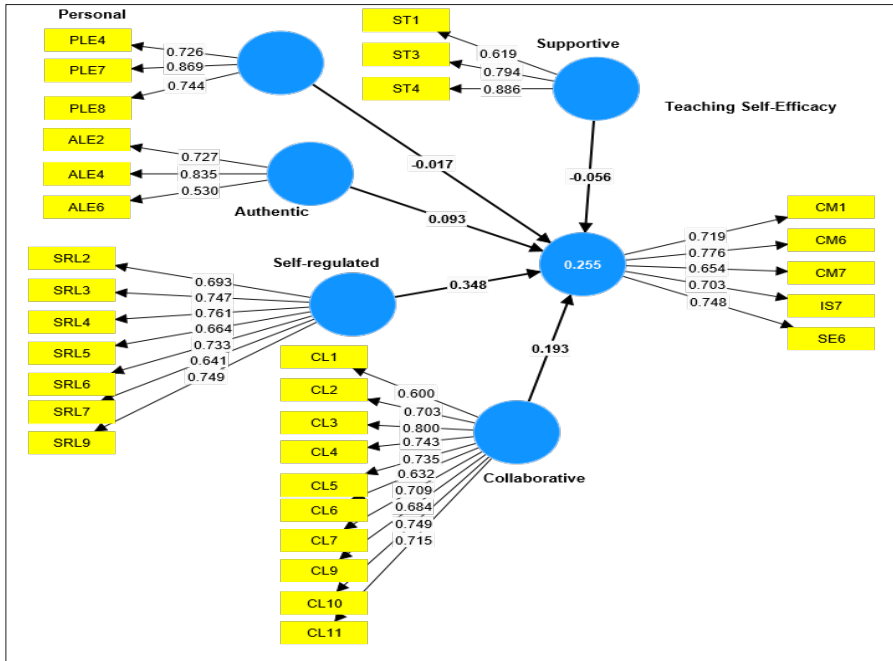 Personal
PLE4
PLE7
PLE8
0.726
0.869
0.744
ALE2
ALE4
ALE6
0.727
0.835
0.530
Authentic
ST1
ST3
ST4
0.619
0.794
0.886
Supportive
Teaching Self-Efficacy
-0.017
-0.056
0.093
0.348
0.193
0.255
CM1
CM6
CM7
IS7
SE6
0.719
0.776
0.654
0.703
0.748
Self-regulated
SRL2
SRL3
SRL4
SRL5
SRL6
SRL7
SRL9
0.693
0.747
0.761
0.664
0.733
0.641
0.749
CL1
CL2
CL3
CL4
CL5
CL6
CL7
CL9
CL10
CL11
0.600
0.703
0.800
0.743
0.735
0.632
0.709
0.684
0.749
0.715
Collaborative